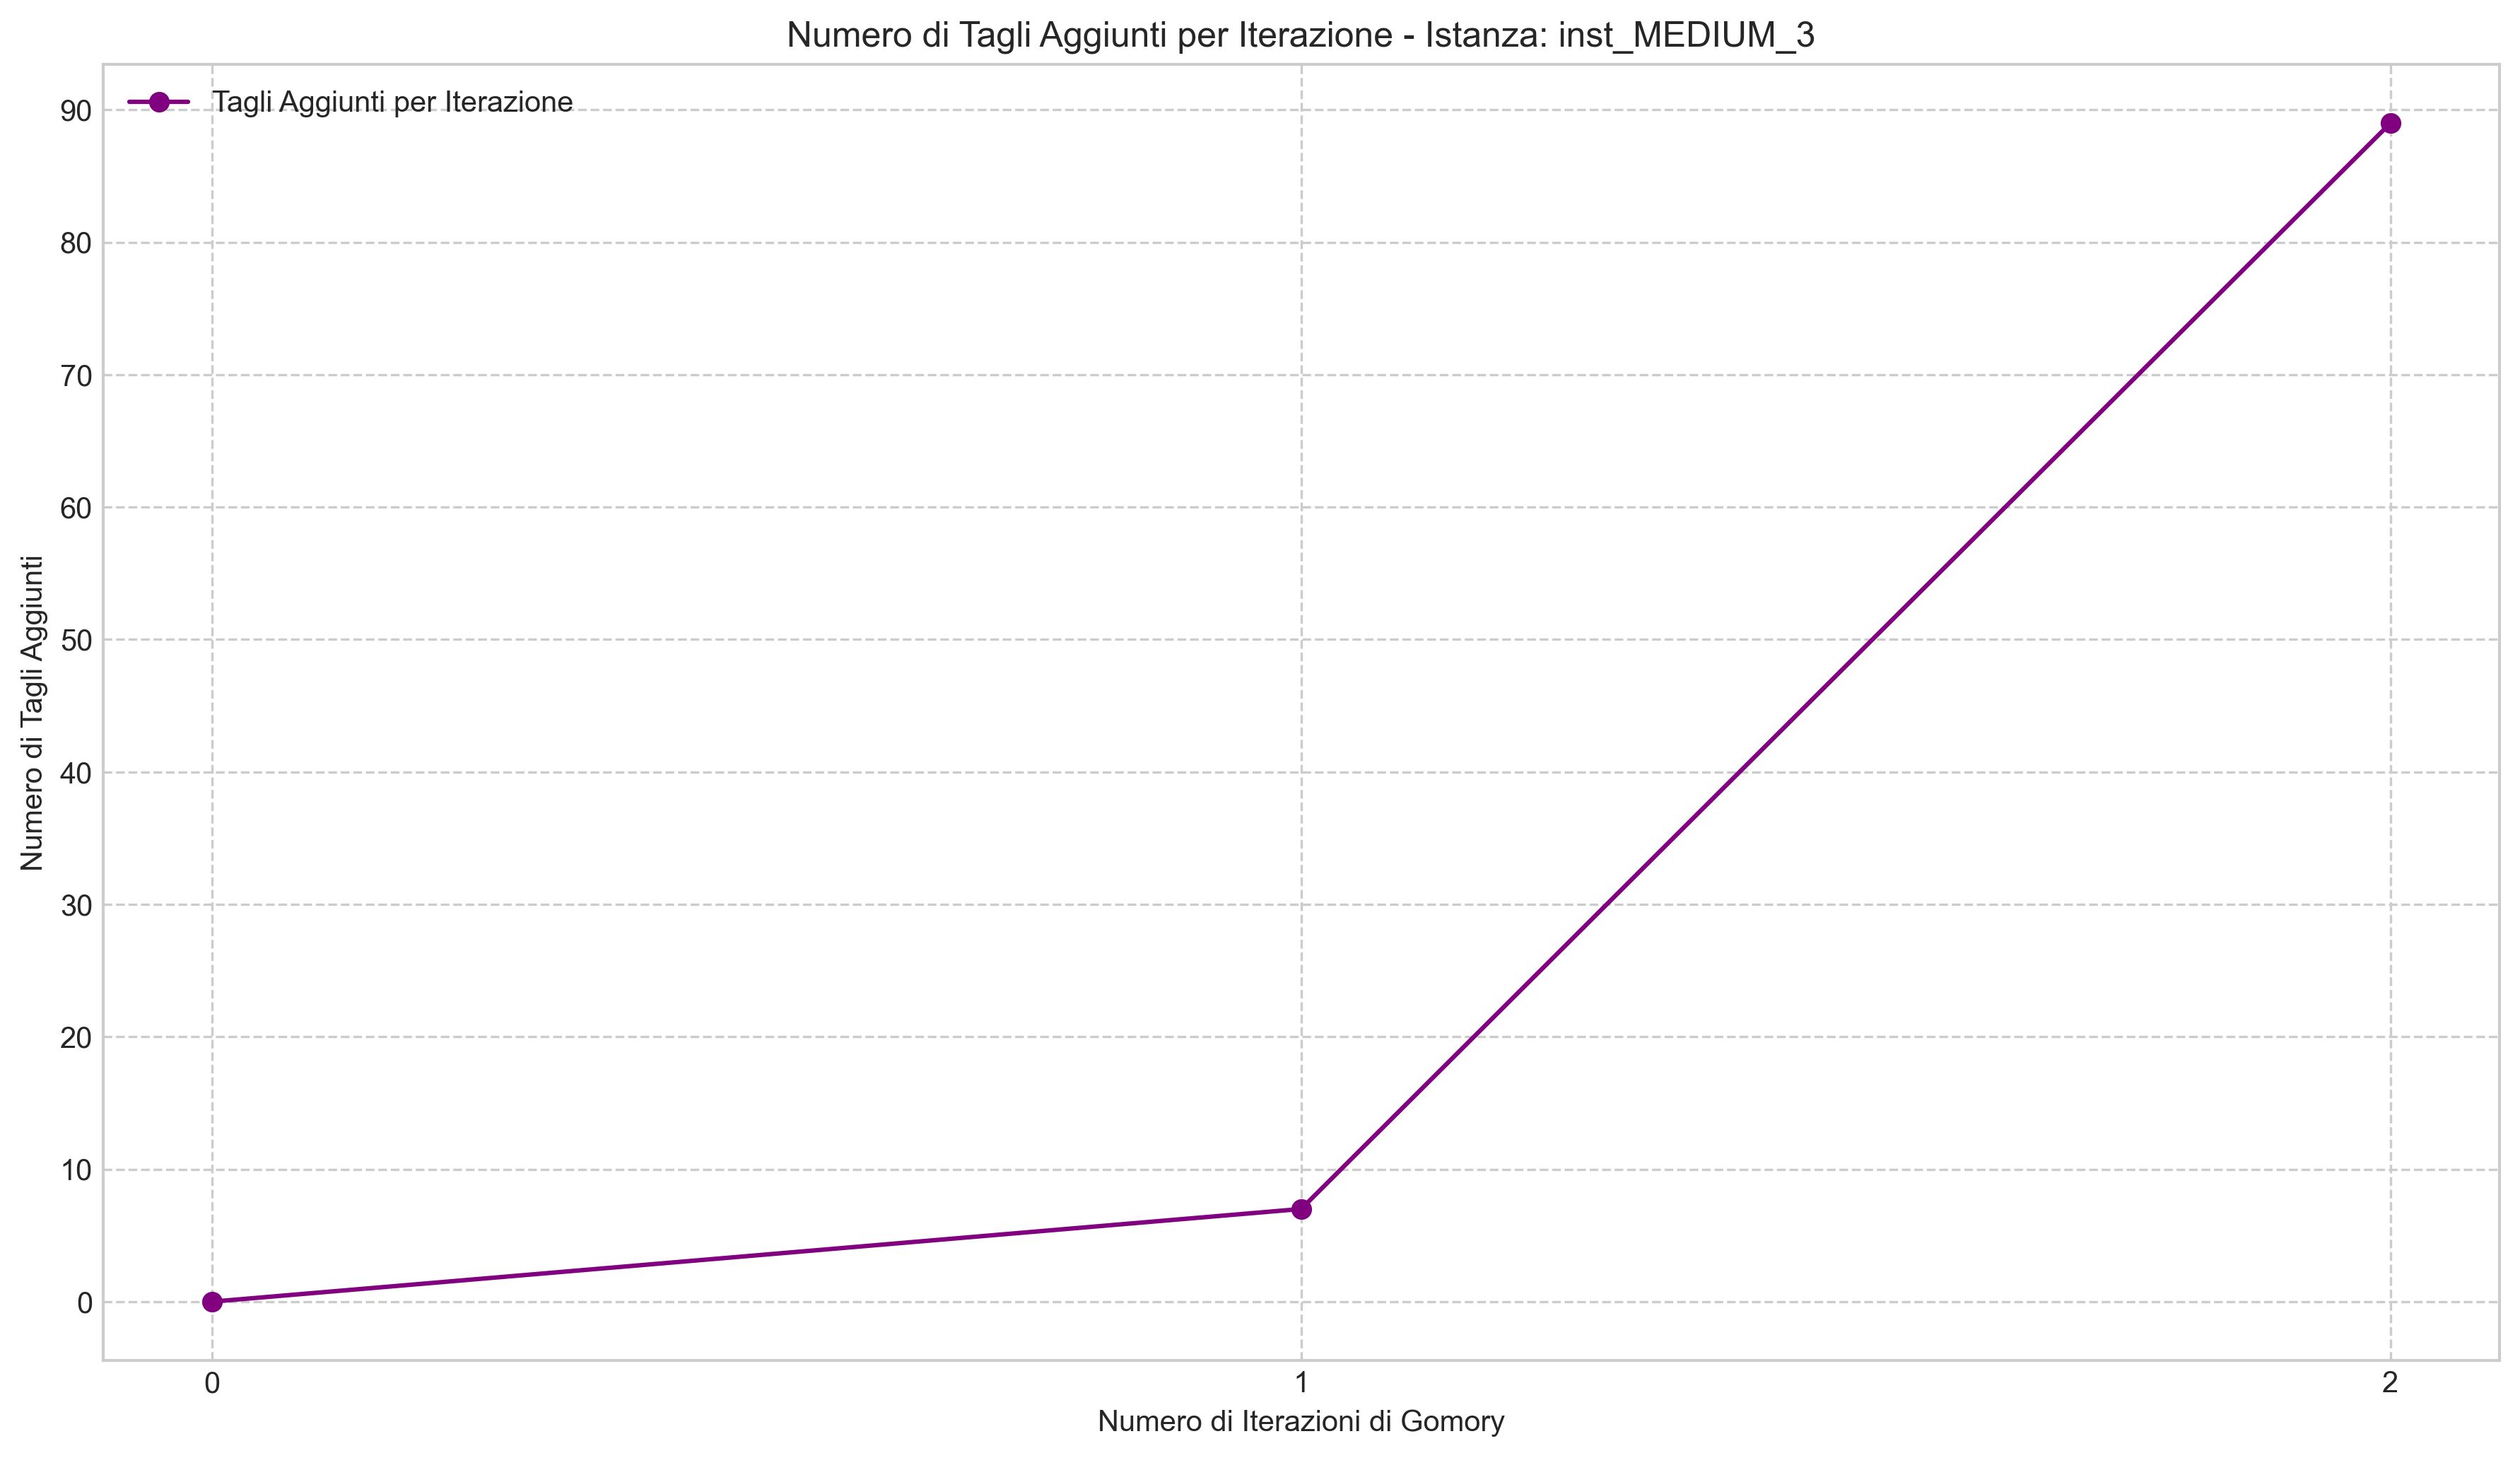 Numero di Tagli Aggiunti per Iterazione - Istanza: inst_MEDIUM_3
Tagli Aggiunti per Iterazione
Numero di Tagli Aggiunti
90
80
70
60
50
40
30
20
10
0
0 1 2
Numero di Iterazioni di Gomory